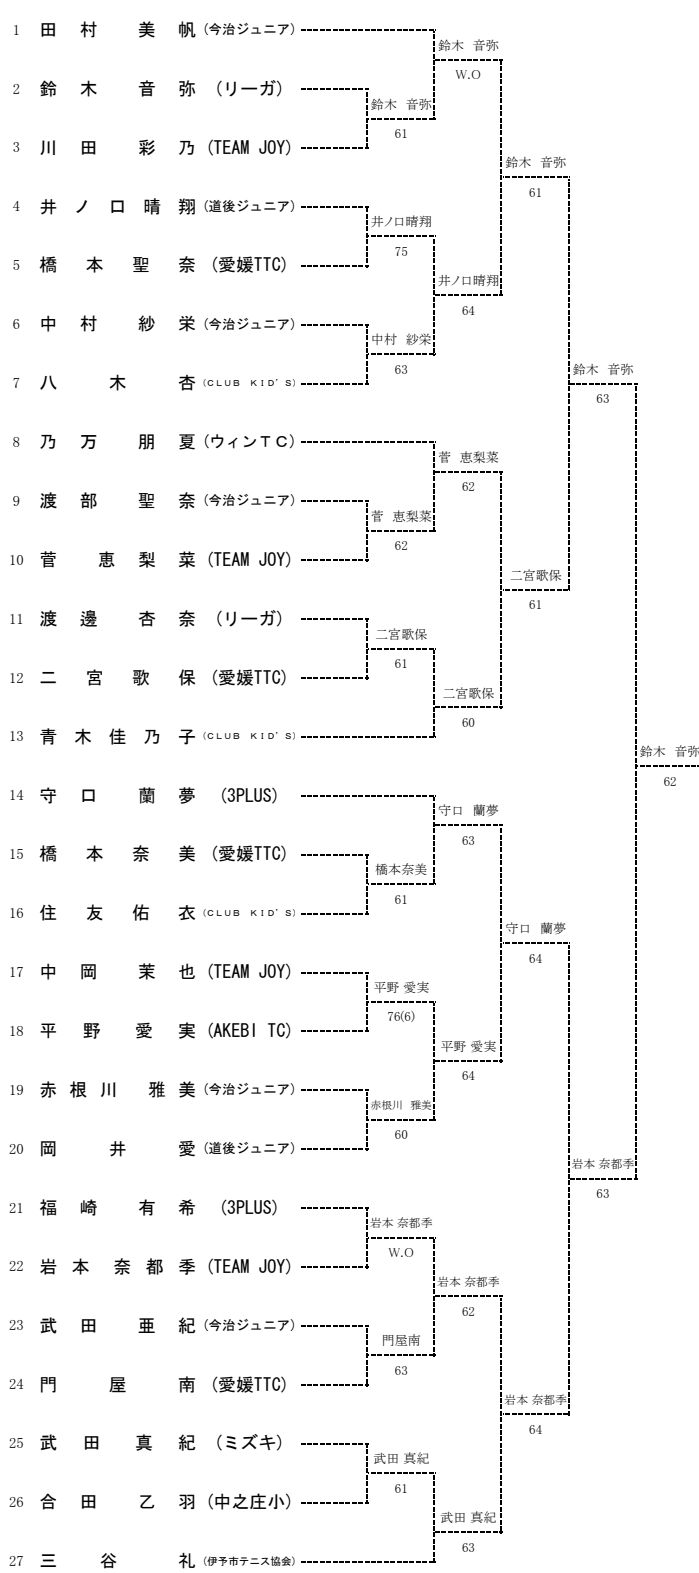 1 田村 美帆 (今治ジュニア)
鈴木 音弥
W.O
2 鈴木 音弥 (リーガ)
鈴木 音弥
61
3 川田 彩乃 (TEAM JOY)
鈴木 音弥
61
4 井ノ口晴翔 (道後ジュニア)
井ノ口晴翔
75
5 橋本聖奈 (愛媛TTC)
井ノ口晴翔
64
6 中村 紗栄 (今治ジュニア)
中村 紗栄
63
7 八木 杏 (CLUB KID'S)
鈴木 音弥
63
8 乃万 朋夏 (ウィンTC)
菅 恵梨菜
62
9 渡部 聖奈 (今治ジュニア)
菅 恵梨菜
62
10 菅 恵梨菜 (TEAM JOY)
二宮歌保
61
11 渡邊 杏奈 (リーガ)
二宮歌保
61
12 二宮歌保 (愛媛TTC)
二宮歌保
60
13 青木佳乃子 (CLUB KID'S)
鈴木 音弥
62
14 守口 蘭夢 (3PLUS)
守口 蘭夢
63
15 橋本奈美 (愛媛TTC)
橋本奈美
61
16 住友佑衣 (CLUB KID'S)
守口 蘭夢
64
17 中岡 茉也 (TEAM JOY)
平野 愛実
76(6)
18 平野 愛実 (AKEBI TC)
平野 愛実
64
19 赤根川 雅美 (今治ジュニア)
赤根川 雅美
60
20 岡井 愛 (道後ジュニア)
岩本 奈都季
63
21 福崎 有希 (3PLUS)
岩本 奈都季
W.O
22 岩本 奈都季 (TEAM JOY)
岩本 奈都季
62
23 武田 亜紀 (今治ジュニア)
門屋南
63
24 門屋南 (愛媛TTC)
岩本 奈都季
64
25 武田 真紀 (ミズキ)
武田 真紀
61
26 合田 乙羽 (中之庄小)
武田 真紀
63
27 三谷 礼 (伊予市テニス協会)